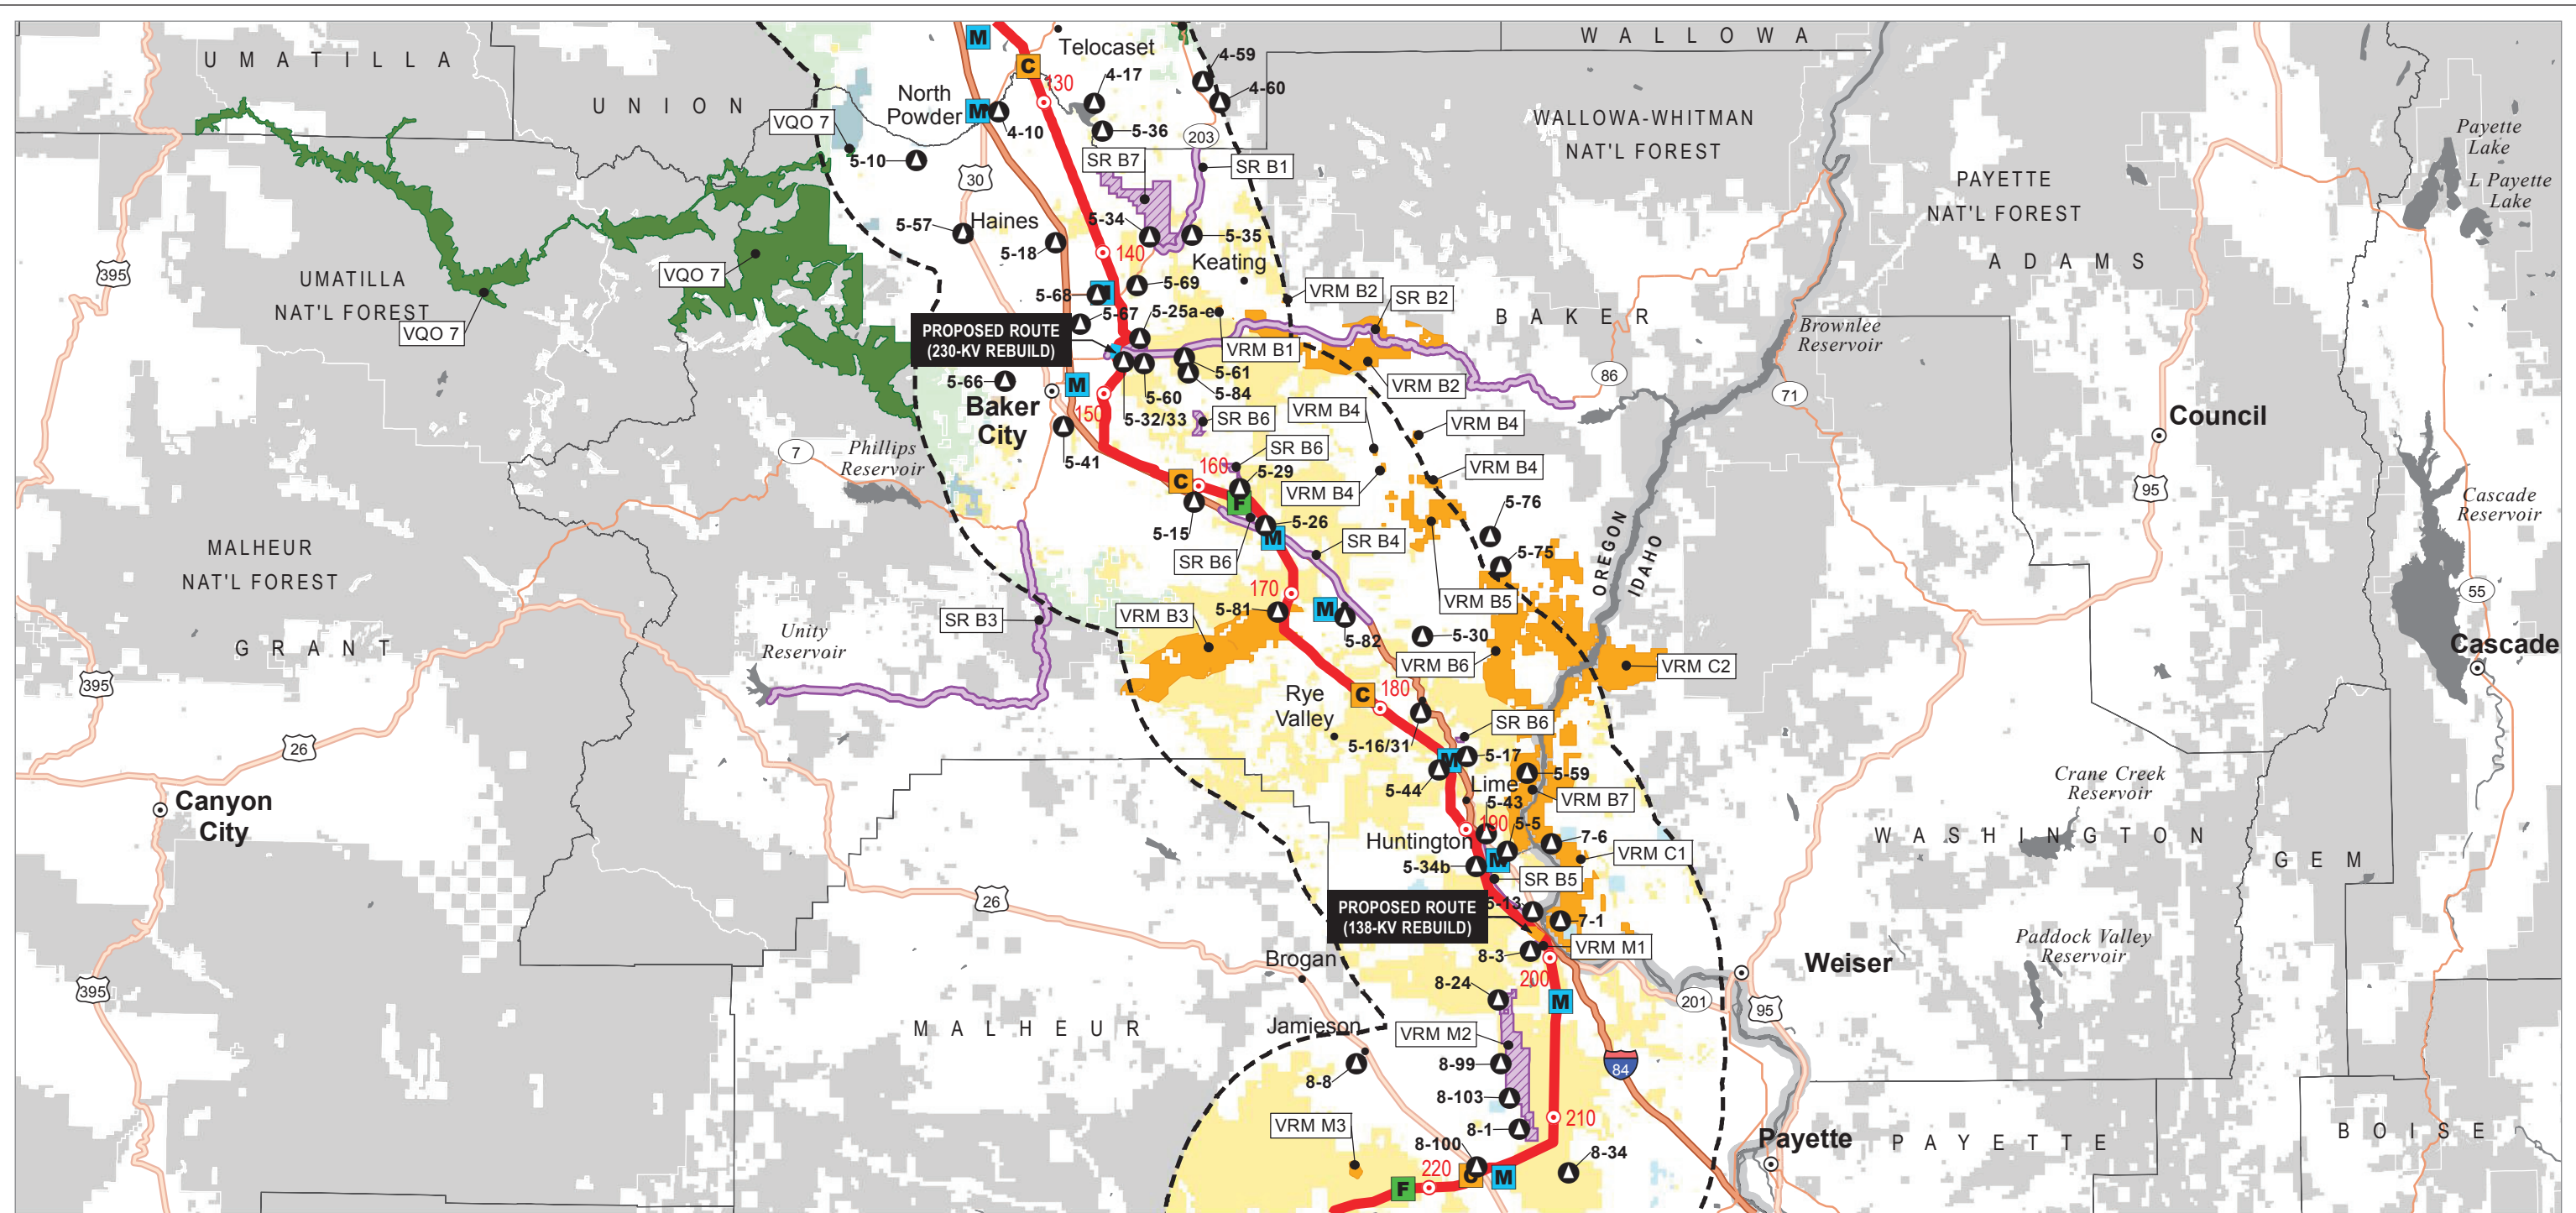 UMATILLA
UNION
WALLOWA
Telocaset
M
C
130
4-17
4-59
4-60
North
Powder
M
4-10
VQO 7
5-10
5-36
203
SR B7
SR B1
30
WALLOWA-WHITMAN
NAT'L FOREST
PAYETTE
NAT'L FOREST
ADAMS
Payette
Lake
L Payette
Lake
5-57
Haines
5-18
5-34
5-35
140
Keating
395
UMATILLA
NAT'L FOREST
VQO 7
VQO 7
5-68
5-69
5-67
5-25a-e
VRM B2
SR B2
BAKER
Brownlee
Reservoir
PROPOSED ROUTE
(230-KV REBUILD)
VRM B1
VRM B2
5-61
5-84
5-60
5-32/33
5-66
M
Baker
City
150
86
71
SR B6
VRM B4
VRM B4
Council
5-41
7
Phillips
Reservoir
C
160
SR B6
5-29
F
VRM B4
VRM B4
95
Cascade
Reservoir
5-15
5-26
M
SR B6
SR B4
5-76
5-75
OREGON
IDAHO
MALHEUR
NAT'L FOREST
GRANT
Unity
Reservoir
SR B3
VRM B3
170
5-81
M
5-82
VRM B5
5-30
VRM B6
VRM C2
55
Cascade
395
Rye
Valley
C
180
5-16/31
SR B6
M
5-17
5-44
Lime
5-59
VRM B7
26
Canyon
City
Crane Creek
Reservoir
5-43
190
5-5
7-6
Huntington
M
5-34b
VRM C1
SR B5
WASHINGTON
GEM
26
PROPOSED ROUTE
(138-KV REBUILD)
5-13
7-1
VRM M1
8-3
Paddock Valley
Reservoir
Weiser
Brogan
200
8-24
M
201
95
395
MALHEUR
Jamieson
VRM M2
8-8
8-99
84
8-103
210
8-1
VRM M3
8-100
8-34
220
F
M
Payette
PAYETTE
BOISE